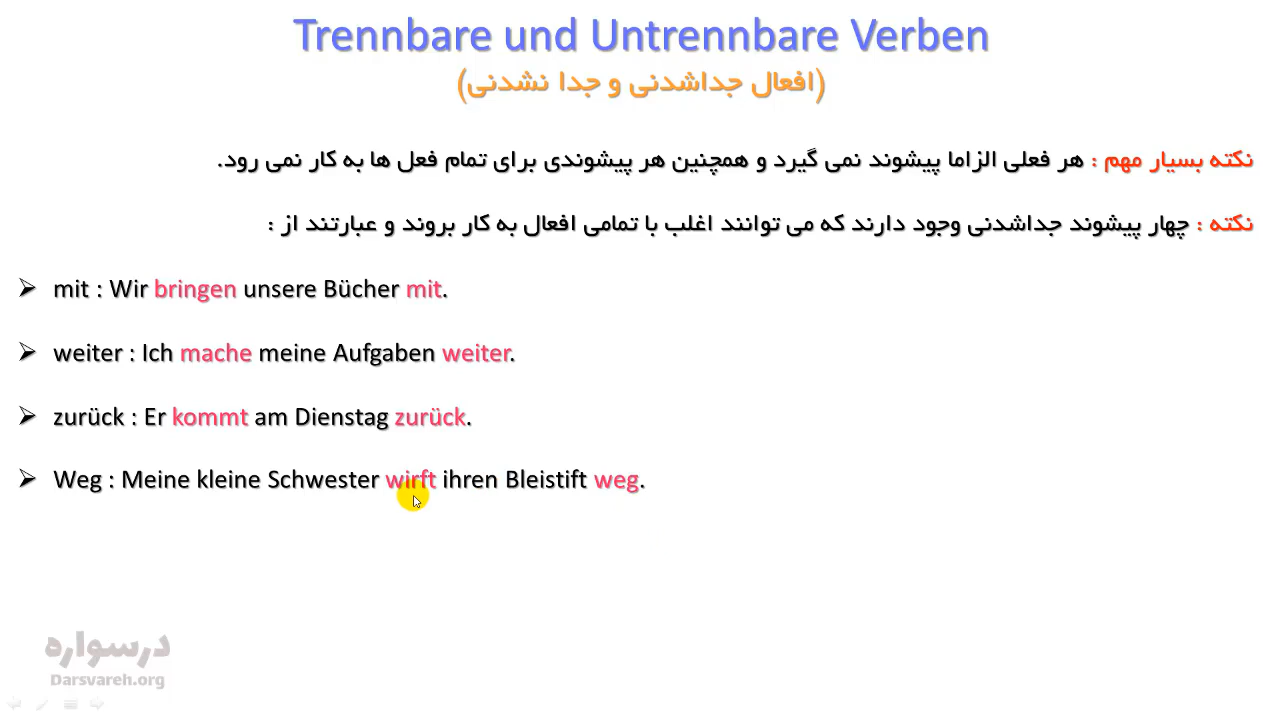 Trennbare und Untrennbare Verben
(افعال جداشدنی و جدا نشدنی)
نکته بسیار مهم : هر فعلی الزاما پیشوند نمی گیرد و همچنین هر پیشوندی برای تمام فعل ها به کار نمی رود.
نکته : چهار پیشوند جداشدنی وجود دارند که می توانند اغلب با تمامی افعال به کار بروند و عبارتند از :
mit : Wir bringen unsere Bücher mit.
weiter : Ich mache meine Aufgaben weiter.
zurück : Er kommt am Dienstag zurück.
Weg : Meine kleine Schwester wirft ihren Bleistift weg.
درسواره
Darsvareh.org